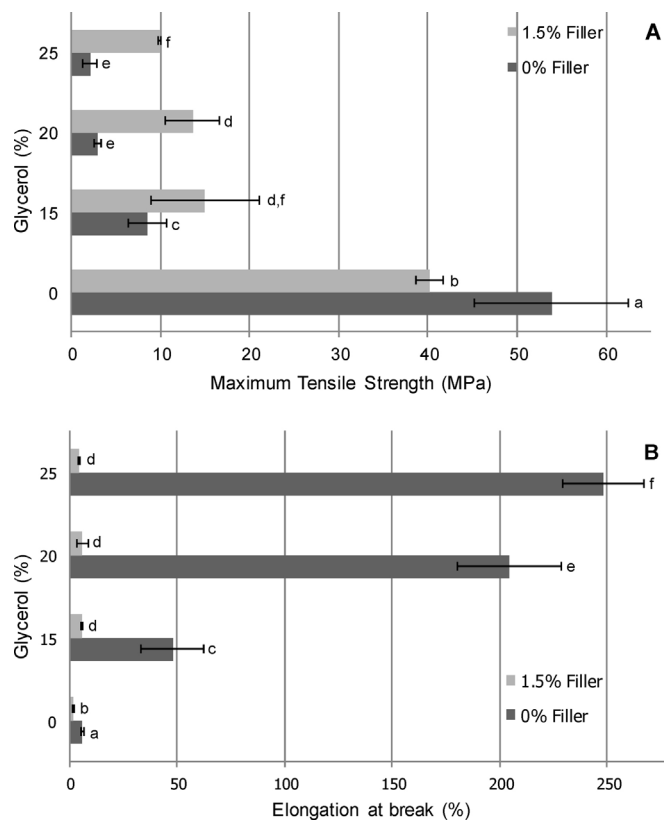 A
1.5% Filler
0% Filler
25
f
e
20
d
e
15
d,f
c
0
b
a
Glycerol (%)
0 10 20 30 40 50 60
Maximum Tensile Strength (MPa)
B
25
d
f
20
d
e
15
d
c
0
b
a
Glycerol (%)
1.5% Filler
0% Filler
0 50 100 150 200 250
Elongation at break (%)